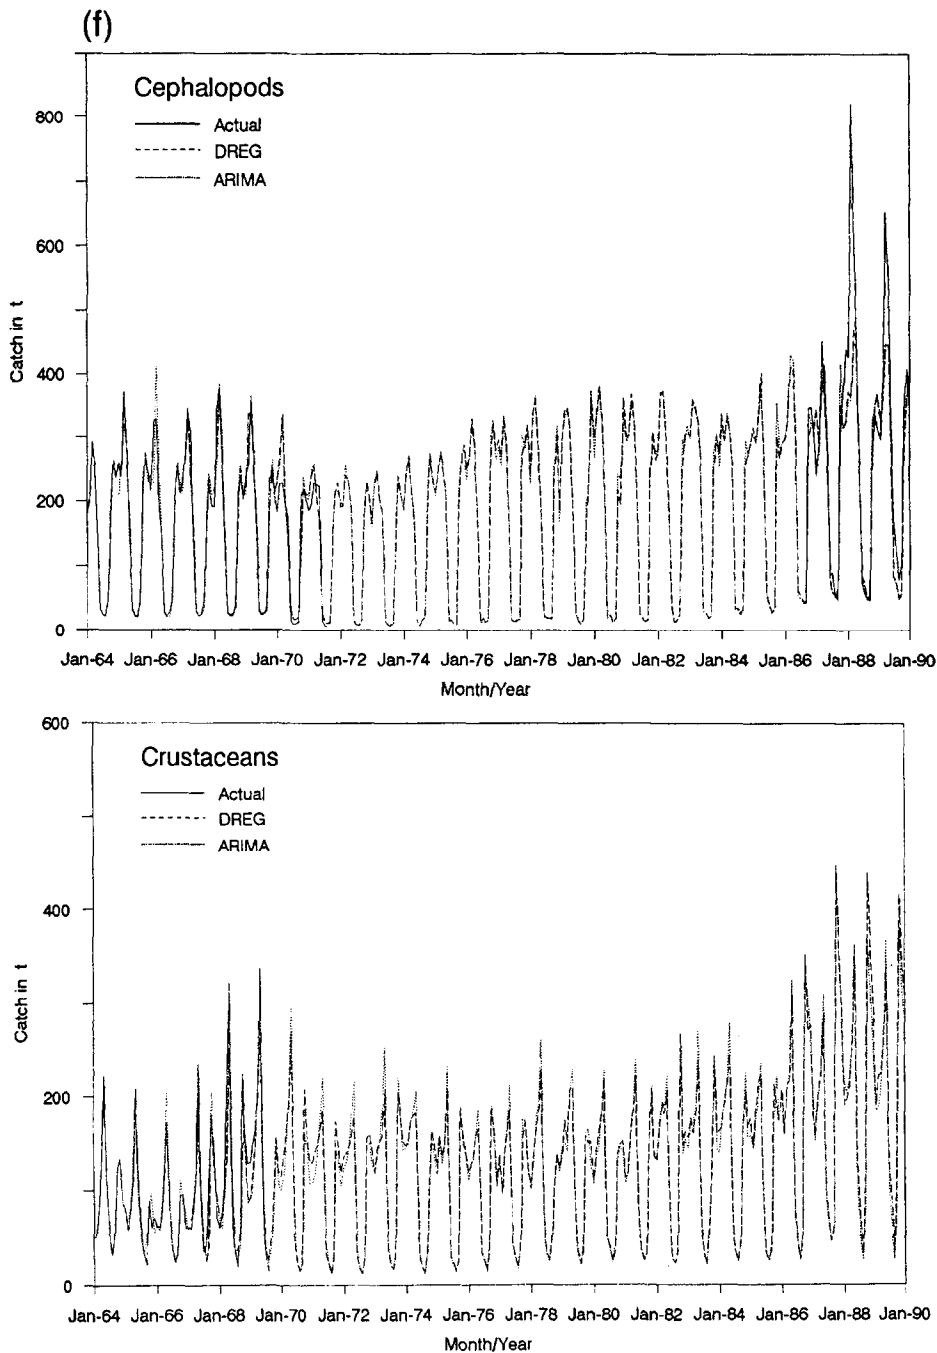 (f)
Cephalopods
Actual
DREG
ARIMA
800
600
400
200
0
Catch in t
Jan-64 Jan-66 Jan-68 Jan-70 Jan-72 Jan-74 Jan-76 Jan-78 Jan-80 Jan-82 Jan-84 Jan-86 Jan-88 Jan-90
Month/Year
Crustaceans
Actual
DREG
ARIMA
600
400
200
0
Catch in t
Jan-64 Jan-66 Jan-68 Jan-70 Jan-72 Jan-74 Jan-76 Jan-78 Jan-80 Jan-82 Jan-84 Jan-86 Jan-88 Jan-90
Month/Year